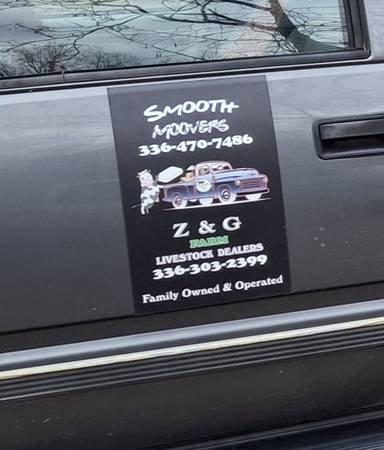 SMOOTH
MOOVERS
336-470-7486
Z & G
FARM
LIVESTOCK DEALERS
336-303-2399
Family Owned & Operated